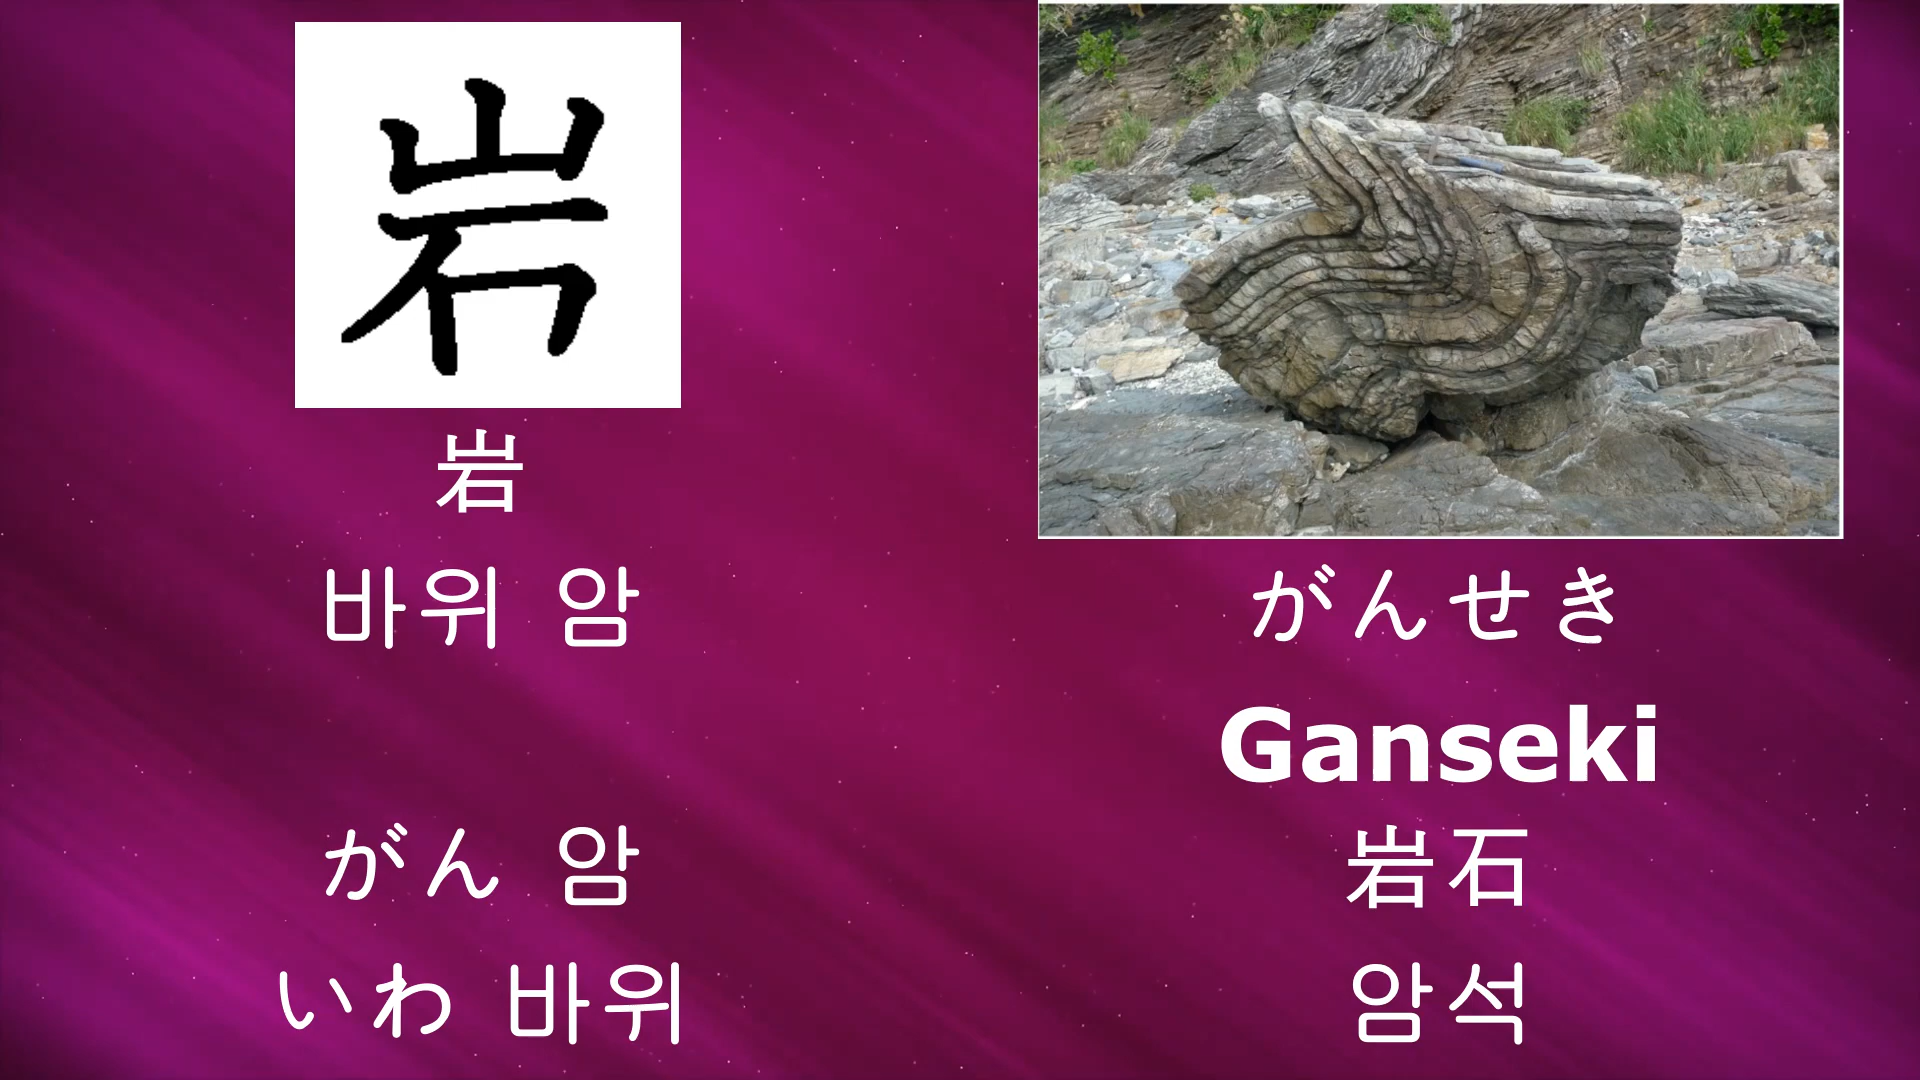 岩
岩
바위 암
がん 암
いわ 바위
がんせき
Ganseki
岩石
암석